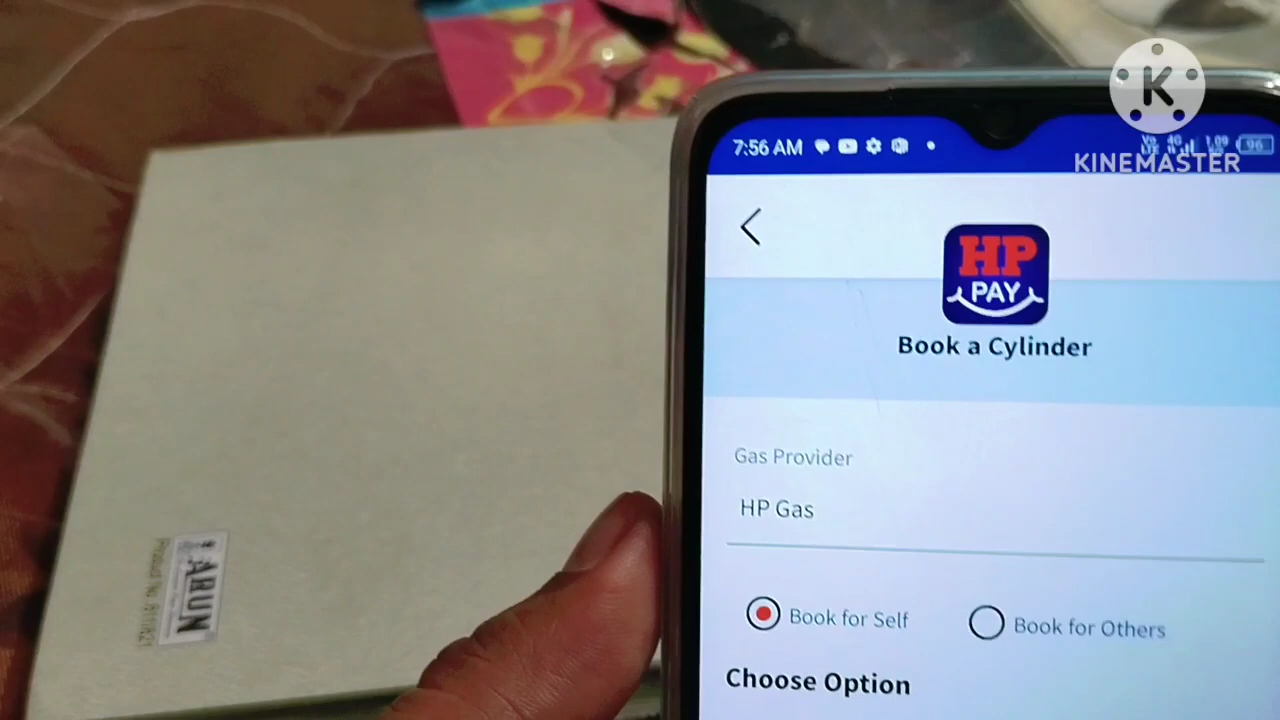 K
KINEMASTER
7:56 AM
96
HP
PAY
Book a Cylinder
Gas Provider
HP Gas
Book for Self
Book for Others
Choose Option
ARUN